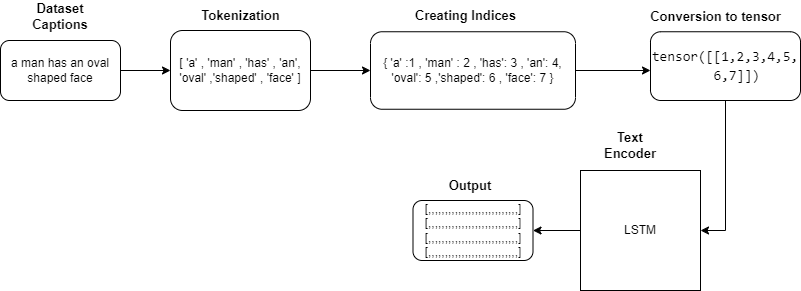 Dataset
Captions
a man has an oval
shaped face
Tokenization
[ 'a' , 'man' , 'has' , 'an',
'oval' ,'shaped' , 'face' ]
Creating Indices
{ 'a' :1 , 'man' : 2 , 'has': 3 , 'an': 4,
'oval': 5 ,'shaped': 6 , 'face': 7 }
Conversion to tensor
tensor([[1,2,3,4,5,
6,7]])
Text
Encoder
LSTM
Output
[,,,,,,,,,,,,,,,,,,,,,,,,,,,]
[,,,,,,,,,,,,,,,,,,,,,,,,,,,]
[,,,,,,,,,,,,,,,,,,,,,,,,,,,]
[,,,,,,,,,,,,,,,,,,,,,,,,,,,]